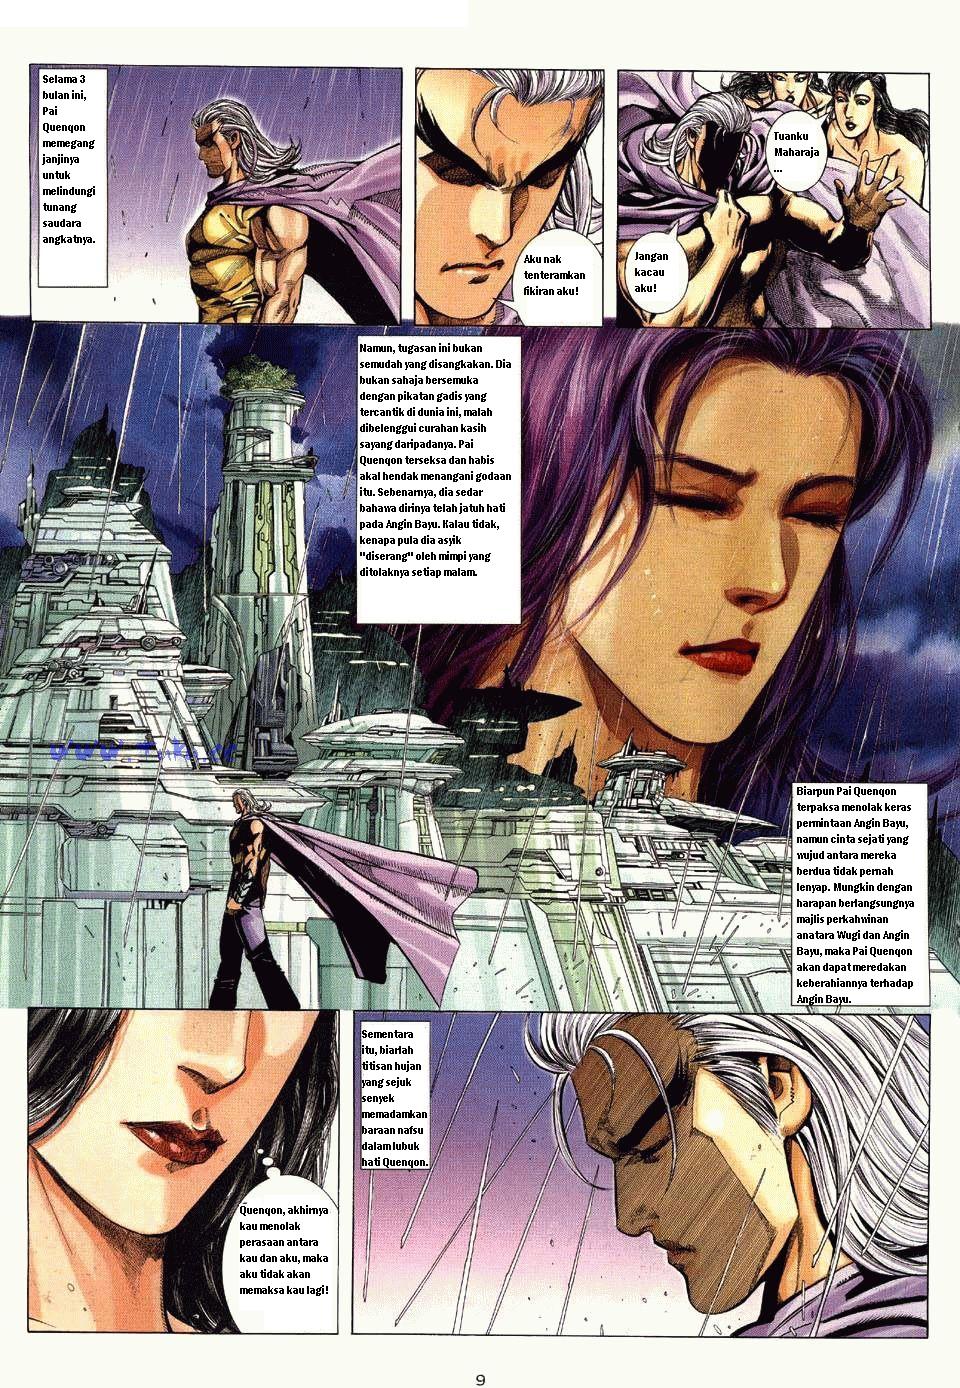 Selama 3
bulan ini,
Pai
Quenqon
memegang
janjinya
untuk
melindungi
tunang
saudara
angkatnya.
Aku nak
tenteramkan
fikiran aku!
Tuanku
Maharaja
...
Jangan
kacau
aku!
Namun, tugasan ini bukan
semudah yang disangkakan. Dia
bukan sahaja bersemuka
dengan pikatan gadis yang
tercantik di dunia ini, malah
dibelenggui curahan kasih
sayang daripadanya. Pai
Quenqon terseksa dan habis
akal hendak menangani godaan
itu. Sebenarnya, dia sedar
bahawa dirinya telah jatuh hati
pada Angin Bayu. Kalau tidak,
kenapa pula dia asyik
"diserang" oleh mimpi yang
ditolaknya setiap malam.
www.Tuku.cc
Biarpun Pai Quenqon
terpaksa menolak keras
permintaan Angin Bayu,
namun cinta sejati yang
wujud antara mereka
berdua tidak pernah
lenyap. Mungkin dengan
harapan berlangsungnya
majlis perkahwinan
anatara Wugi dan Angin
Bayu, maka Pai Quenqon
akan dapat meredakan
keberahiannya terhadap
Angin Bayu.
Quenqon, akhirnya
kau menolak
perasaan antara
kau dan aku, maka
aku tidak akan
memaksa kau lagi!
Sementara
itu, biarlah
titisan hujan
yang sejuk
senyek
memadamkan
baraan nafsu
dalam lubuk
hati Quenqon.
9